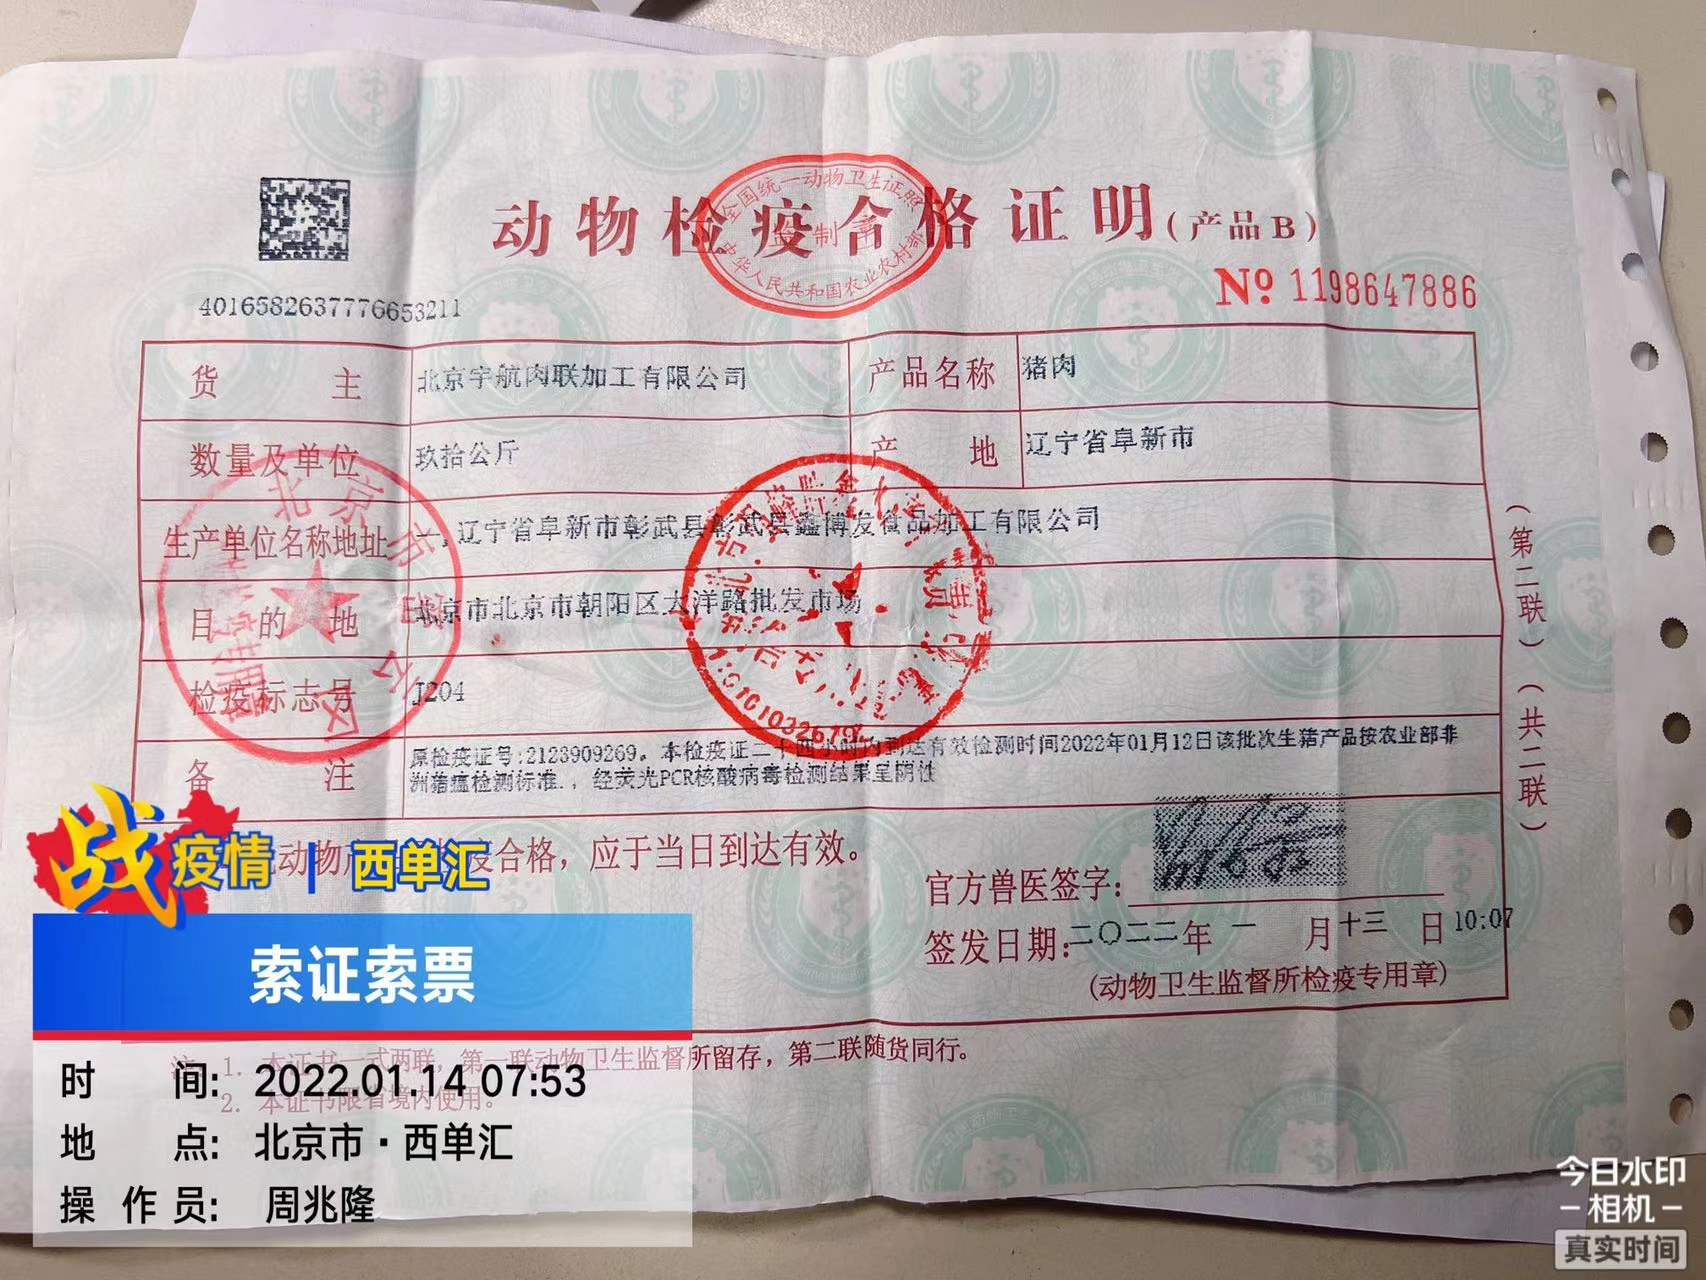 动物检疫合格证明(产品B)
全国统一动物卫生证照
监制章
中华人民共和国农业农村部
№ 1198647886
4016582637776653211
货主 北京宇航肉联加工有限公司 产品名称 猪肉
数量及单位 玖拾公斤 产地 辽宁省阜新市
生产单位名称地址 一,辽宁省阜新市彰武县彰武县鑫博发食品加工有限公司
目的地 北京市北京市朝阳区大洋路批发市场
检疫标志号 J204
备注 原检疫证号:2123909269。本检疫证二十四小时内到达有效检测时间2022年01月12日该批次生猪产品按农业部非
洲猪瘟检测标准.,经荧光PCR核酸病毒检测结果呈阴性
动物产 合格，应于当日到达有效。
官方兽医签字:
签发日期:二〇二二年一月十三日10:07
(动物卫生监督所检疫专用章)
(第二联)(共二联)
注:1.本证书一式两联，第一联动物卫生监督所留存，第二联随货同行。
2.本证书限省境内使用。
战疫情 | 西单汇
索证索票
时间: 2022.01.14 07:53
地点: 北京市·西单汇
操作员: 周兆隆
今日水印
-相机-
真实时间